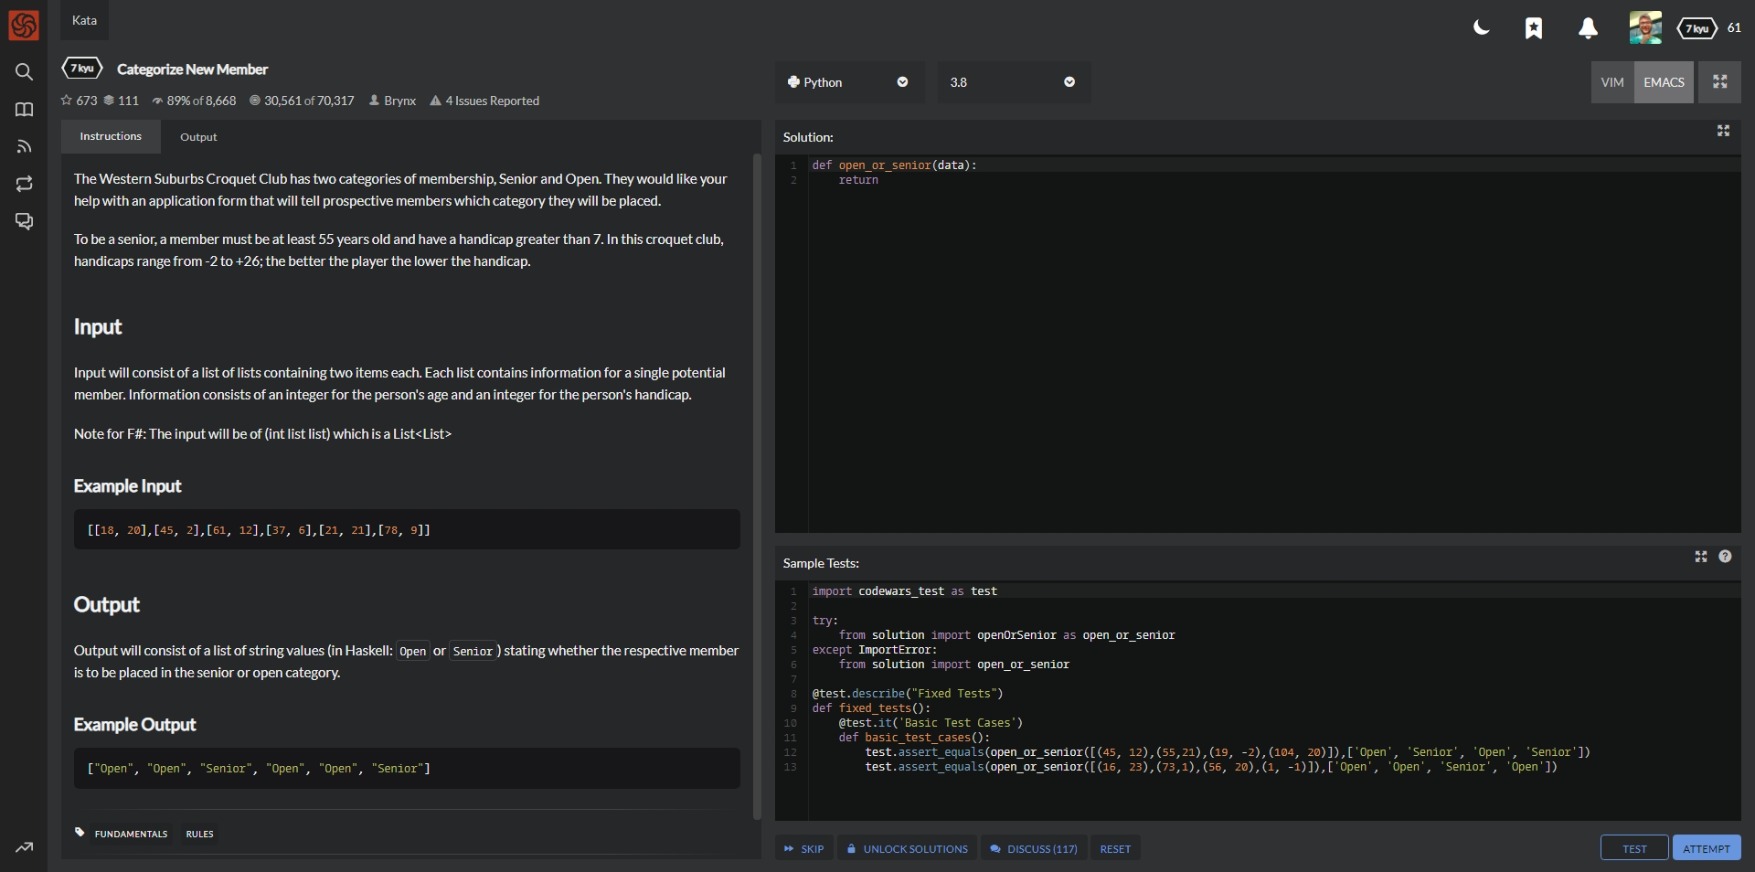 Kata
7 kyu
61
7 kyu Categorize New Member
673 111 89% of 8,668 30,561 of 70,317 Brynx 4 Issues Reported
Instructions Output
The Western Suburbs Croquet Club has two categories of membership, Senior and Open. They would like your
help with an application form that will tell prospective members which category they will be placed.
To be a senior, a member must be at least 55 years old and have a handicap greater than 7. In this croquet club,
handicaps range from -2 to +26; the better the player the lower the handicap.
Input
Input will consist of a list of lists containing two items each. Each list contains information for a single potential
member. Information consists of an integer for the person's age and an integer for the person's handicap.
Note for F#: The input will be of (int list list) which is a List<List>
Example Input
[[18, 20],[45, 2],[61, 12],[37, 6],[21, 21],[78, 9]]
Output
Output will consist of a list of string values (in Haskell: Open or Senior) stating whether the respective member
is to be placed in the senior or open category.
Example Output
["Open", "Open", "Senior", "Open", "Open", "Senior"]
FUNDAMENTALS RULES
Python 3.8 VIM EMACS
Solution:
1 def open_or_senior(data):
2     return
Sample Tests:
1 import codewars_test as test
2
3 try:
4     from solution import openOrSenior as open_or_senior
5 except ImportError:
6     from solution import open_or_senior
7
8 @test.describe("Fixed Tests")
9 def fixed_tests():
10     @test.it('Basic Test Cases')
11     def basic_test_cases():
12         test.assert_equals(open_or_senior([(45, 12),(55,21),(19, -2),(104, 20)]),['Open', 'Senior', 'Open', 'Senior'])
13         test.assert_equals(open_or_senior([(16, 23),(73,1),(56, 20),(1, -1)]),['Open', 'Open', 'Senior', 'Open'])
SKIP UNLOCK SOLUTIONS DISCUSS (117) RESET TEST ATTEMPT